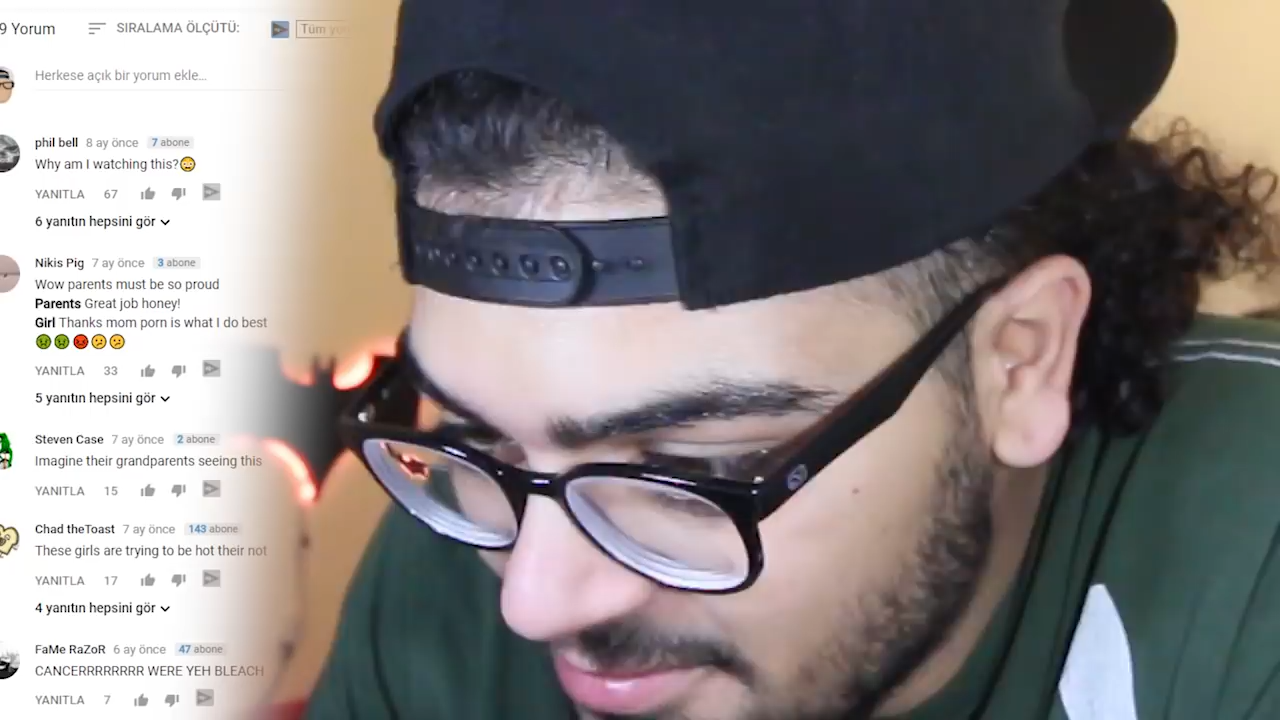 9 Yorum
SIRALAMA ÖLÇÜTÜ:
Tüm yo
Herkese açık bir yorum ekle...
phil bell 8 ay önce 7 abone
Why am I watching this?
YANITLA 67
6 yanıtın hepsini gör
Nikis Pig 7 ay önce 3 abone
Wow parents must be so proud
Parents Great job honey!
Girl Thanks mom porn is what I do best
YANITLA 33
5 yanıtın hepsini gör
Steven Case 7 ay önce 2 abone
Imagine their grandparents seeing this
YANITLA 15
Chad theToast 7 ay önce 143 abone
These girls are trying to be hot their not
YANITLA 17
4 yanıtın hepsini gör
FaMe RaZoR 6 ay önce 47 abone
CANCERRRRRRRR WERE YEH BLEACH
YANITLA 7